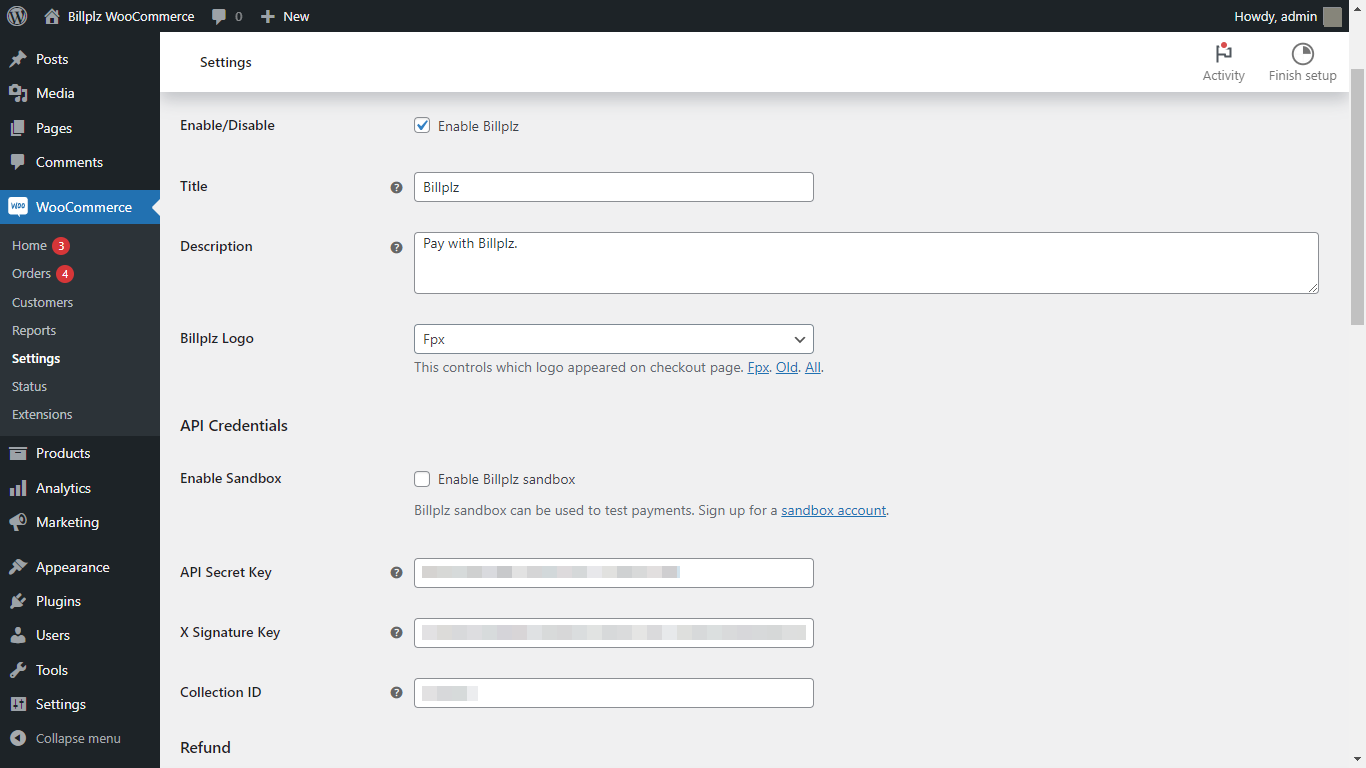 Billplz WooCommerce
0
New
Howdy, admin
Posts
Media
Pages
Comments
WooCommerce
Home 3
Orders 4
Customers
Reports
Settings
Status
Extensions
Products
Analytics
Marketing
Appearance
Plugins
Users
Tools
Settings
Collapse menu
Settings
Activity
Finish setup
Enable/Disable
Enable Billplz
Title
Billplz
Description
Pay with Billplz.
Billplz Logo
Fpx
This controls which logo appeared on checkout page. Fpx. Old. All.
API Credentials
Enable Sandbox
Enable Billplz sandbox
Billplz sandbox can be used to test payments. Sign up for a sandbox account.
API Secret Key
X Signature Key
Collection ID
Refund